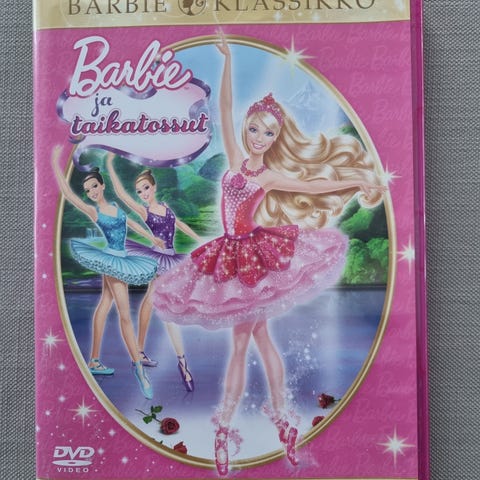 BARBIE KLASSIKKO
Barbie
ja
taikatossut
DVD
VIDEO